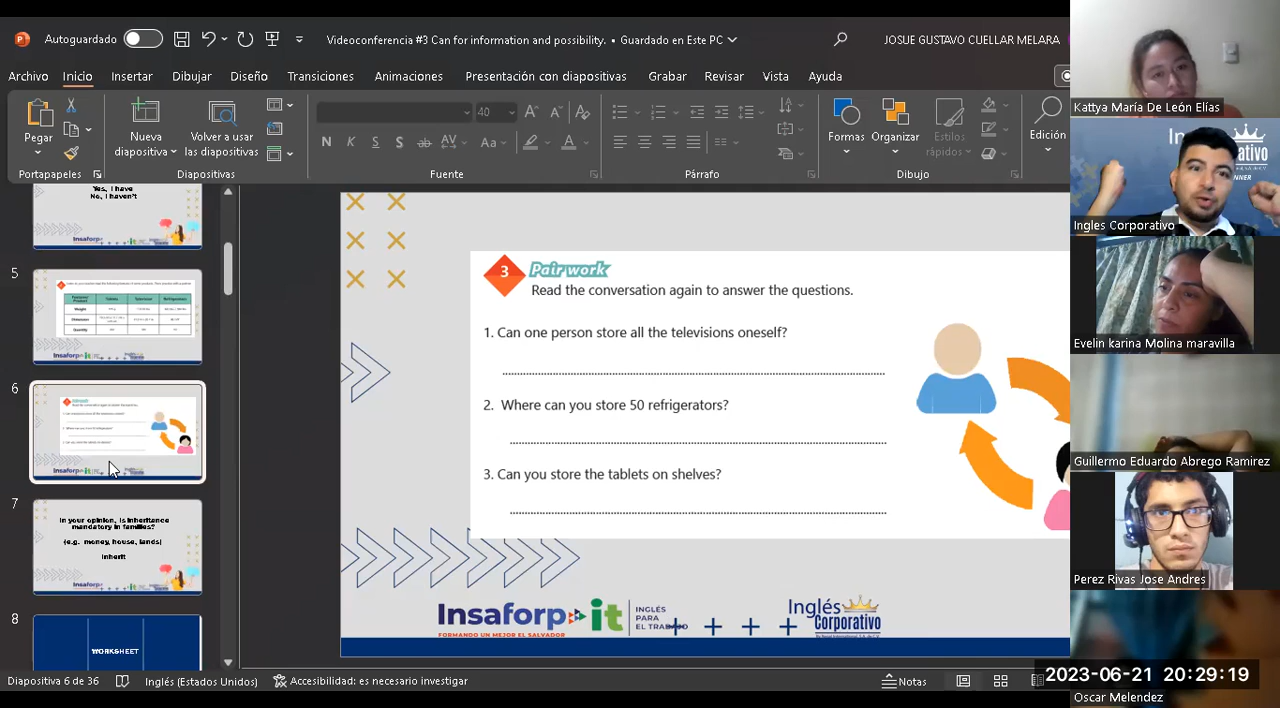 Autoguardado
Videoconferencia #3 Can for information and possibility. • Guardado en Este PC
JOSUE GUSTAVO CUELLAR MELARA
Archivo Inicio Insertar Dibujar Diseño Transiciones Animaciones Presentación con diapositivas Grabar Revisar Vista Ayuda
Pegar
Nueva diapositiva
Volver a usar las diapositivas
40
N K S S ab AV Aa A
Formas
Organizar
Estilos rápidos
Edición
Portapapeles
Diapositivas
Fuente
Párrafo
Dibujo
Yes, I have
No, I haven't
Insaforp
5
6
7
In your opinion, is inheritance
mandatory in families?
(e.g. money, house, lands)
Inherit
8
WORKSHEET
3
Pair work
Read the conversation again to answer the questions.
1. Can one person store all the televisions oneself?
2. Where can you store 50 refrigerators?
3. Can you store the tablets on shelves?
Insaforp it
FORMANDO UN MEJOR EL SALVADOR
INGLÉS
PARA
EL TRABAJO
Inglés
Corporativo
Diapositiva 6 de 36
Inglés (Estados Unidos)
Accesibilidad: es necesario investigar
Notas
Kattya María De León Elías
Ingles Corporativo
Evelin karina Molina maravilla
Guillermo Eduardo Abrego Ramirez
Perez Rivas Jose Andres
2023-06-21 20:29:19
Oscar Melendez